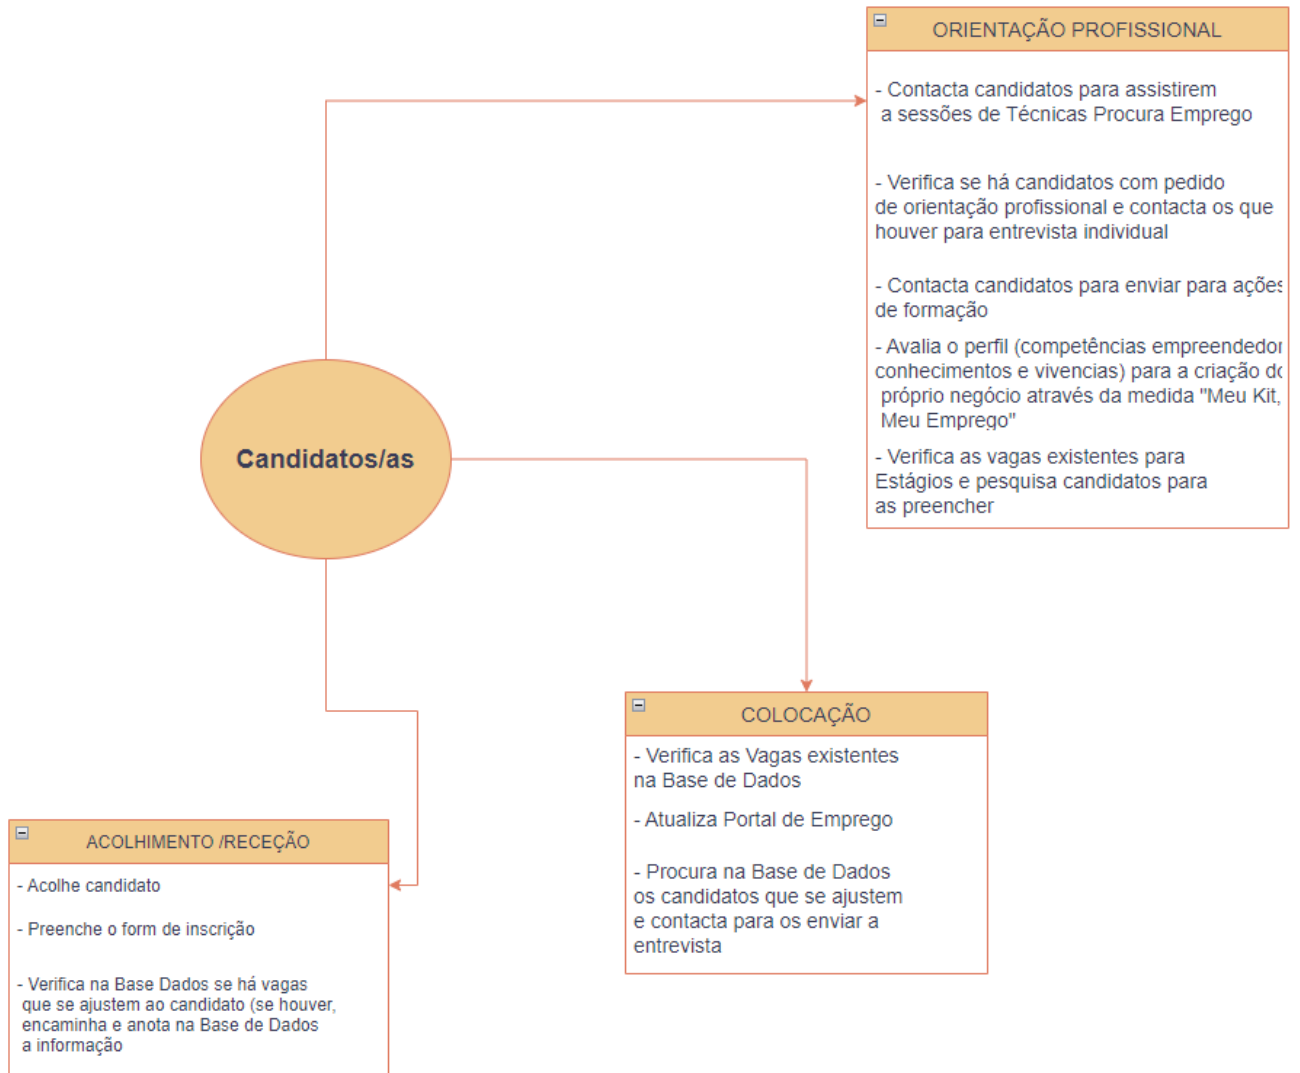 ORIENTAÇÃO PROFISSIONAL
- Contacta candidatos para assistirem
a sessões de Técnicas Procura Emprego
- Verifica se há candidatos com pedido
de orientação profissional e contacta os que
houver para entrevista individual
- Contacta candidatos para enviar para ações
de formação
- Avalia o perfil (competências empreendedor
conhecimentos e vivencias) para a criação do
próprio negócio através da medida "Meu Kit,
Meu Emprego"
- Verifica as vagas existentes para
Estágios e pesquisa candidatos para
as preencher
Candidatos/as
COLOCAÇÃO
- Verifica as Vagas existentes
na Base de Dados
- Atualiza Portal de Emprego
- Procura na Base de Dados
os candidatos que se ajustem
e contacta para os enviar a
entrevista
ACOLHIMENTO /RECEÇÃO
- Acolhe candidato
- Preenche o form de inscrição
- Verifica na Base Dados se há vagas
que se ajustem ao candidato (se houver,
encaminha e anota na Base de Dados
a informação